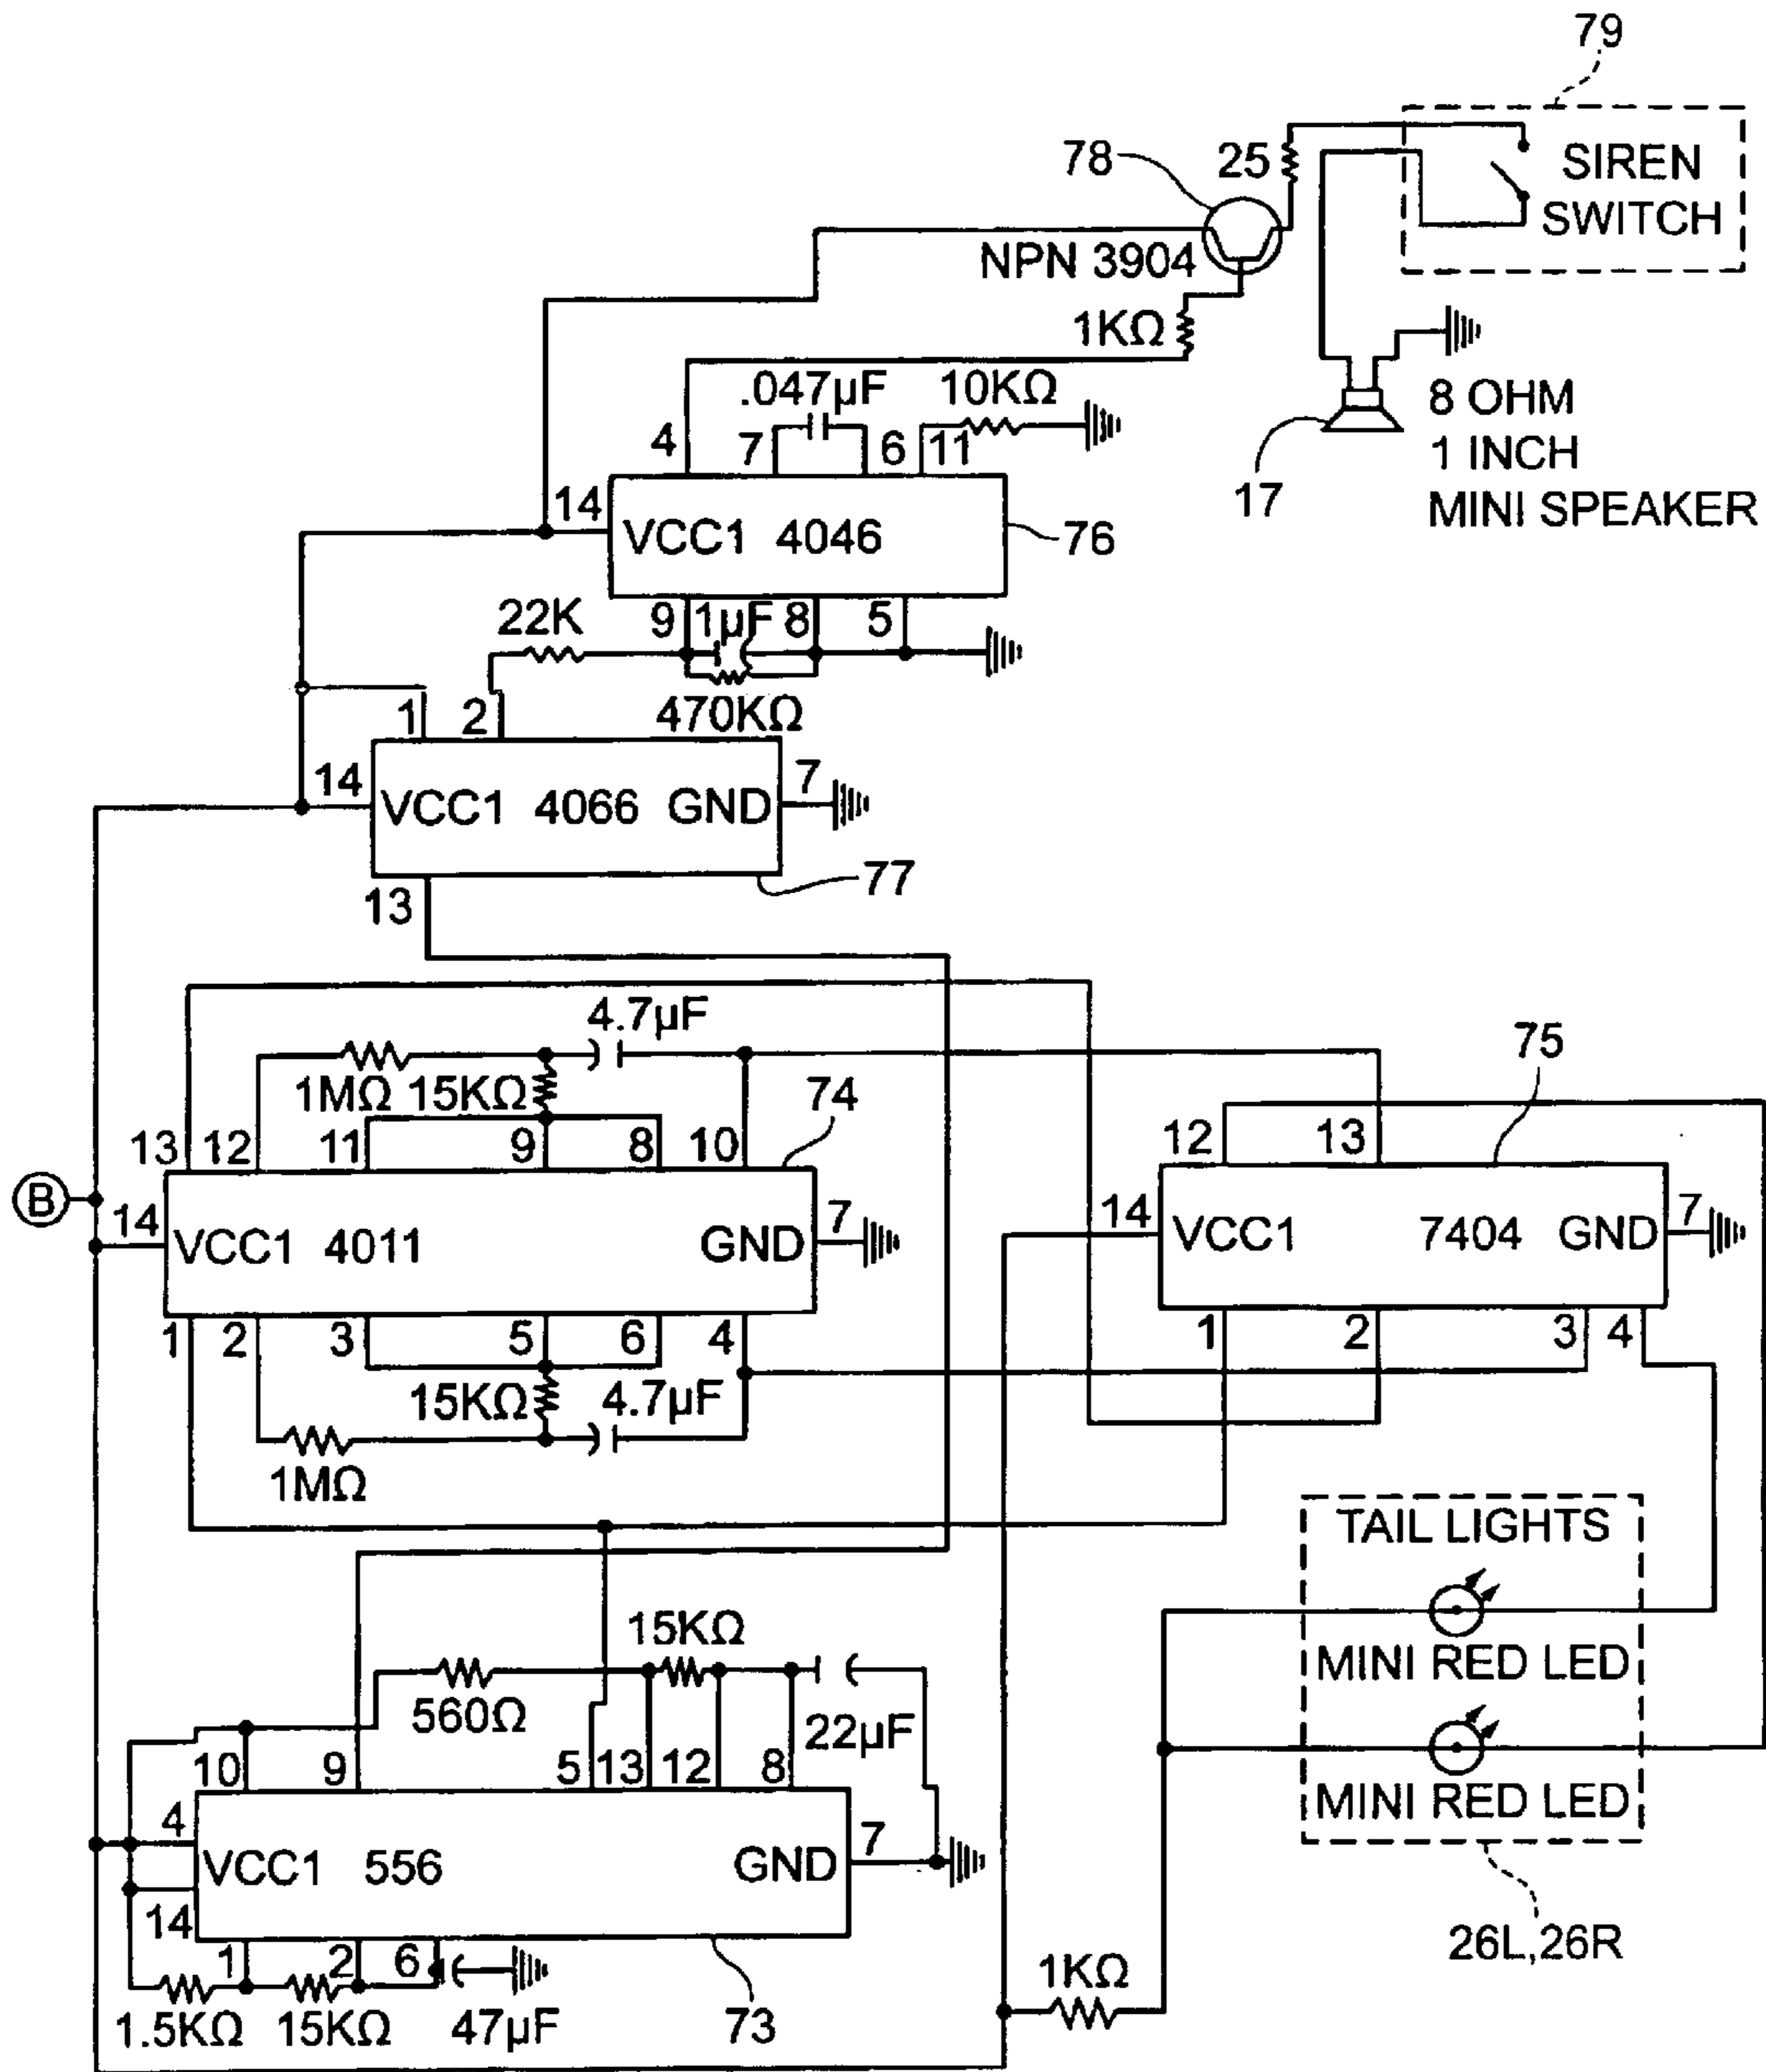 79
78
25
SIREN
SWITCH
NPN 3904
1KΩ
.047µF
10KΩ
4
7
6
11
8 OHM
1 INCH
MINI SPEAKER
17
14
VCC1 4046
76
22K
9
1µF
8
5
470KΩ
1
2
14
VCC1 4066 GND
7
77
13
4.7µF
75
1MΩ
15KΩ
74
13
12
11
9
8
10
12
13
B
14
VCC1 4011 GND
7
14
VCC1 7404 GND
7
1
2
3
5
6
4
1
2
3
4
15KΩ
4.7µF
1MΩ
TAIL LIGHTS
15KΩ
MINI RED LED
560Ω
22µF
10
9
5
13
12
8
MINI RED LED
4
VCC1 556 GND
7
14
1
2
6
26L,26R
1KΩ
1.5KΩ
15KΩ
47µF
73